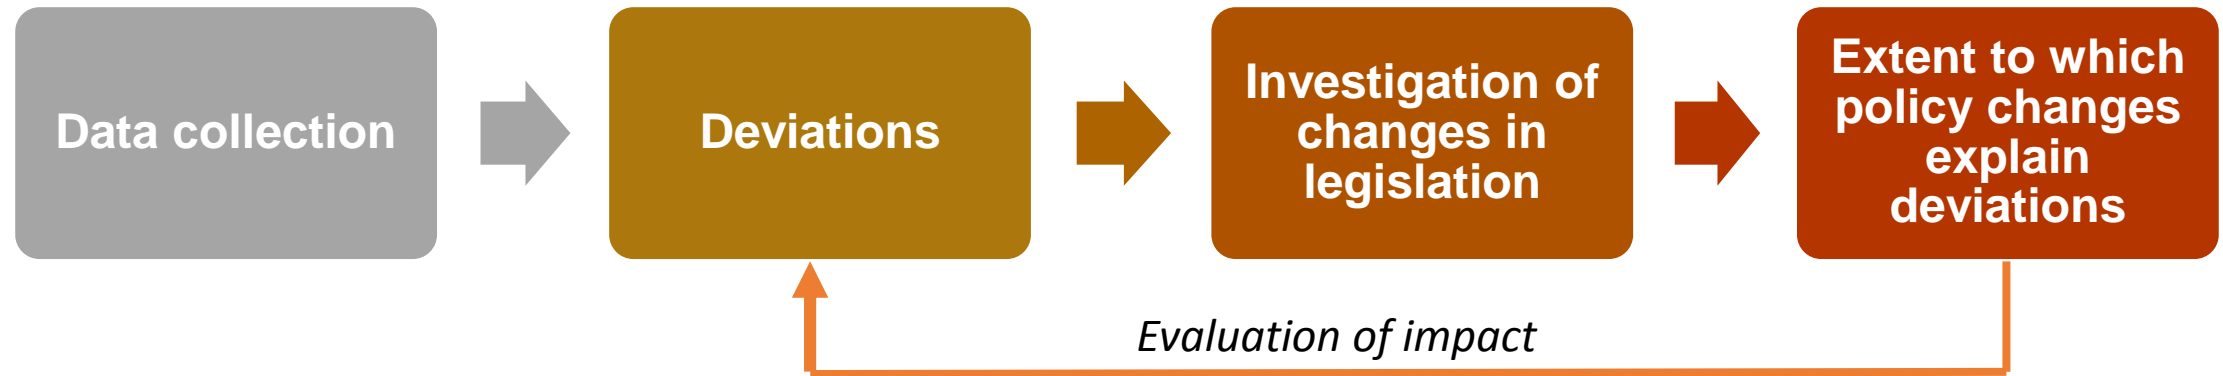 Data collection
Deviations
Investigation of
changes in
legislation
Extent to which
policy changes
explain
deviations
Evaluation of impact